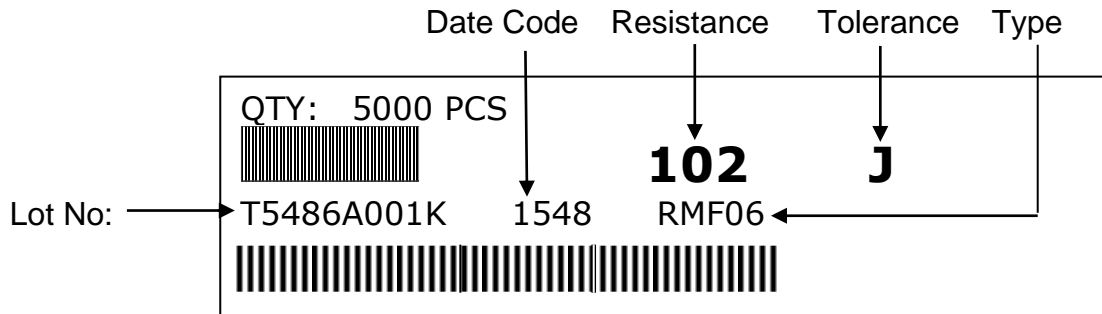 Date Code Resistance Tolerance Type
QTY: 5000 PCS
102 J
Lot No: T5486A001K 1548 RMF06